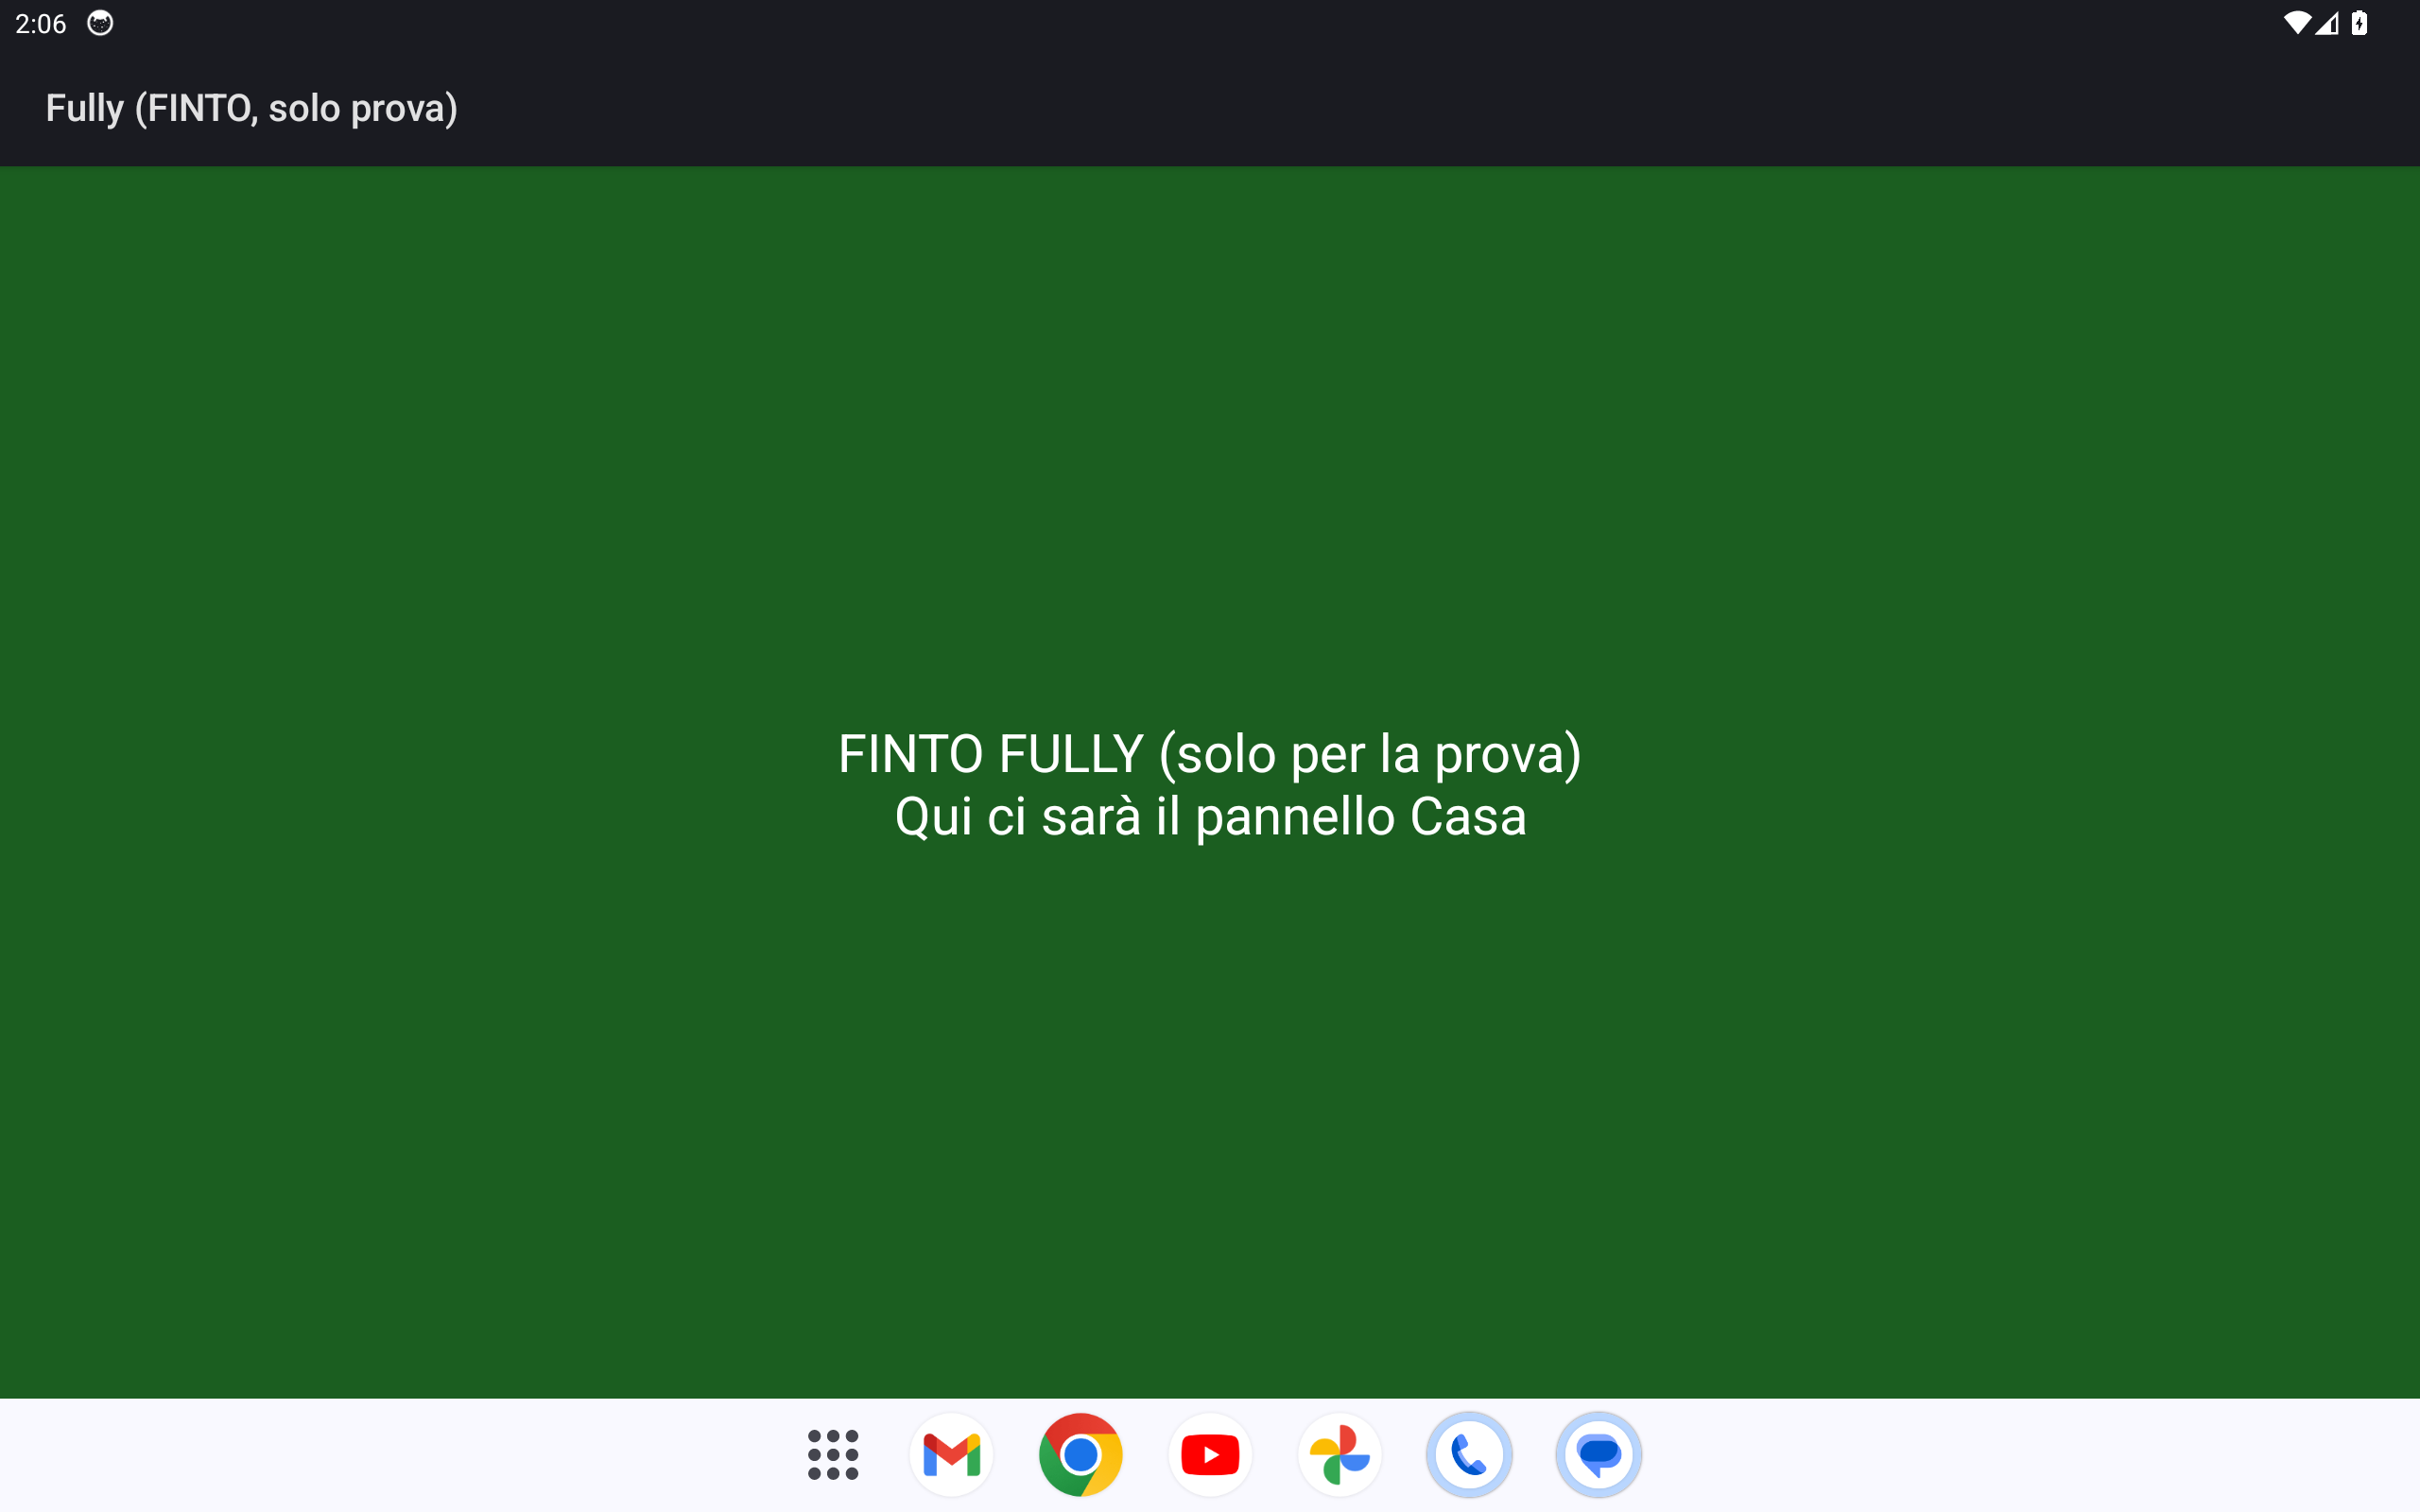 2:06
Fully (FINTO, solo prova)
FINTO FULLY (solo per la prova)
Qui ci sarà il pannello Casa